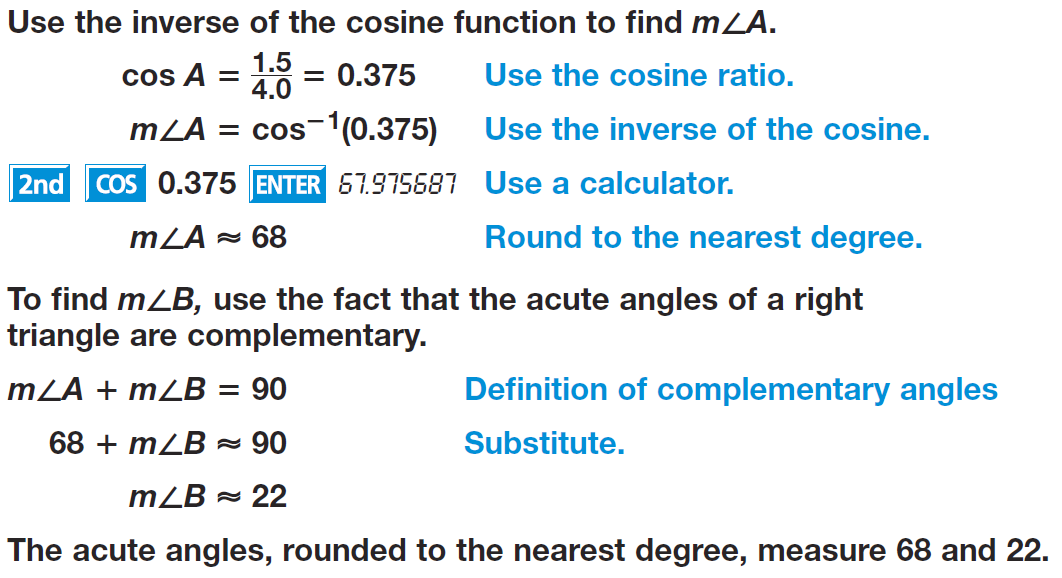 Use the inverse of the cosine function to find m∠A.
cos A = 1.5/4.0 = 0.375 Use the cosine ratio.
m∠A = cos⁻¹(0.375) Use the inverse of the cosine.
2nd COS 0.375 ENTER 67.975687 Use a calculator.
m∠A ≈ 68 Round to the nearest degree.
To find m∠B, use the fact that the acute angles of a right
triangle are complementary.
m∠A + m∠B = 90 Definition of complementary angles
68 + m∠B ≈ 90 Substitute.
m∠B ≈ 22
The acute angles, rounded to the nearest degree, measure 68 and 22.